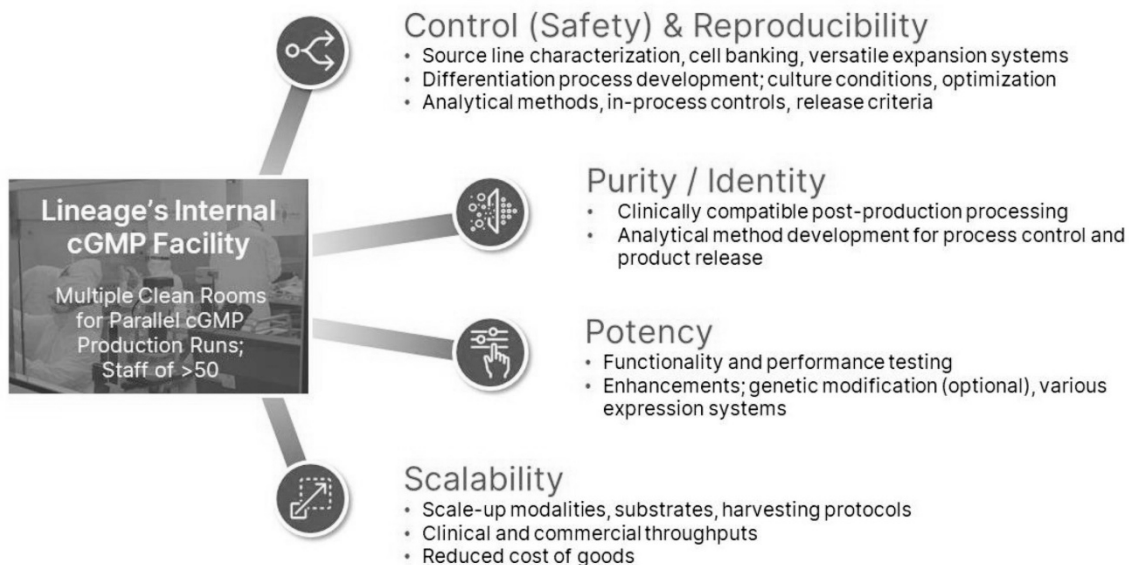 Control (Safety) & Reproducibility
• Source line characterization, cell banking, versatile expansion systems
• Differentiation process development; culture conditions, optimization
• Analytical methods, in-process controls, release criteria
Lineage's Internal
cGMP Facility
Multiple Clean Rooms
for Parallel cGMP
Production Runs;
Staff of >50
Purity / Identity
• Clinically compatible post-production processing
• Analytical method development for process control and
product release
Potency
• Functionality and performance testing
• Enhancements; genetic modification (optional), various
expression systems
Scalability
• Scale-up modalities, substrates, harvesting protocols
• Clinical and commercial throughputs
• Reduced cost of goods